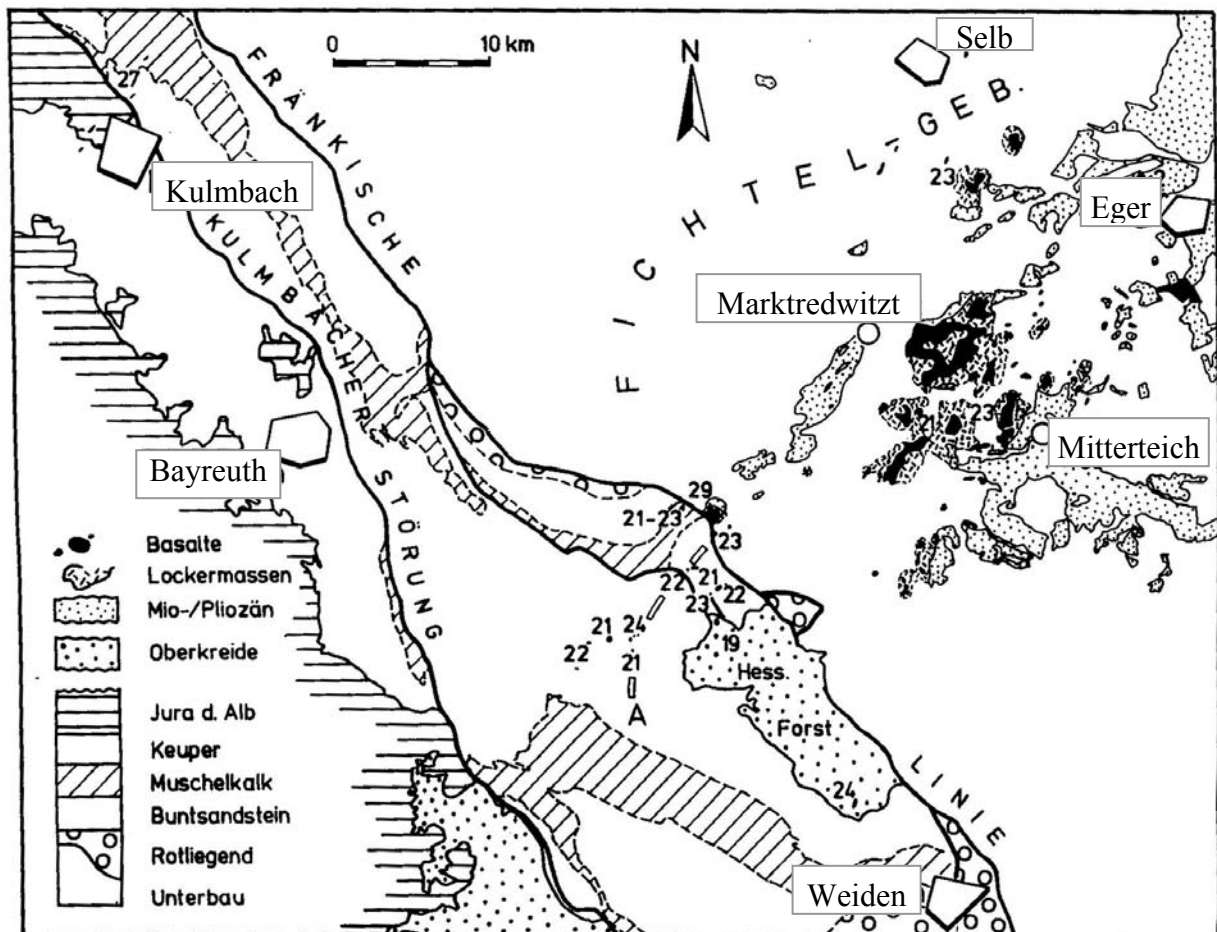 0 10 km
N
Selb
FRÄNKISCHE
LINIE
FICHTELGEB.
27
Kulmbach
KULMBACHER STÖRUNG
23
Eger
Marktredwitzt
21
23
Mitterteich
Bayreuth
29
21-23
23
22
21
22
23
21
24
22
21
19
A
Hess.
Forst
24
Weiden
Basalte
Lockermassen
Mio-/Pliozän
Oberkreide
Jura d. Alb
Keuper
Muschelkalk
Buntsandstein
Rotliegend
Unterbau